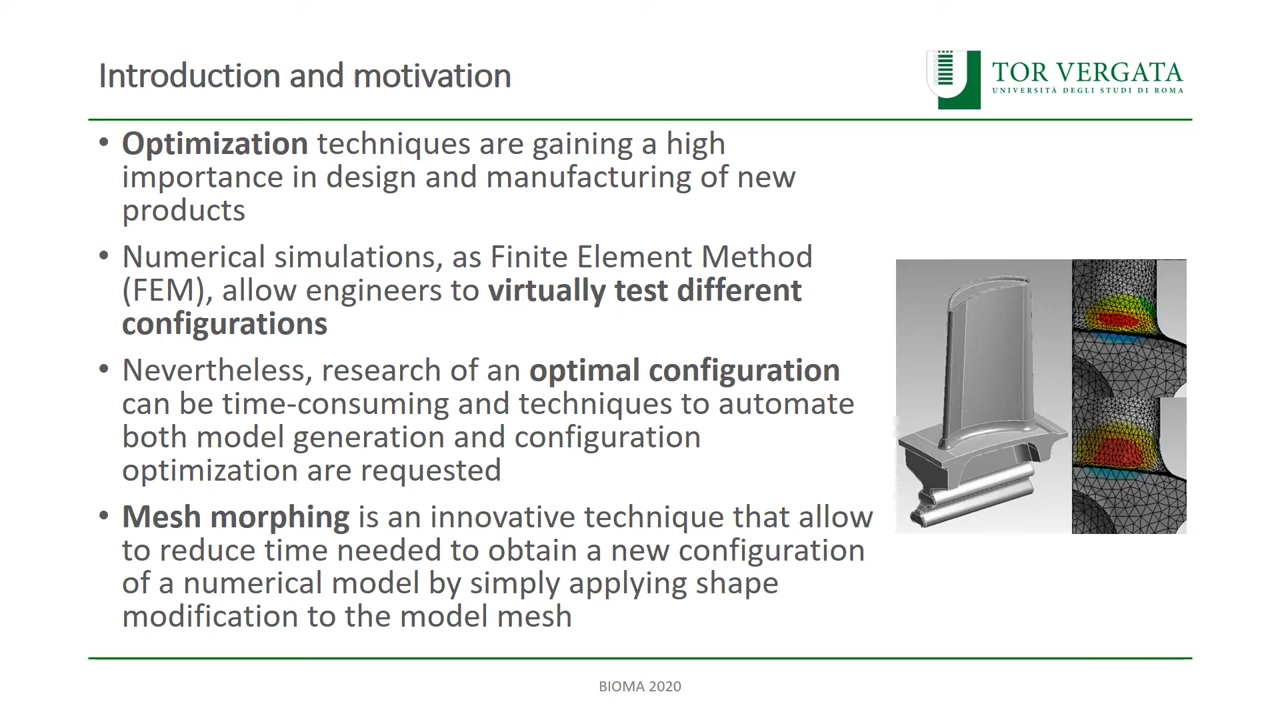 Introduction and motivation
TOR VERGATA
UNIVERSITÀ DEGLI STUDI DI ROMA
• Optimization techniques are gaining a high
importance in design and manufacturing of new
products
• Numerical simulations, as Finite Element Method
(FEM), allow engineers to virtually test different
configurations
• Nevertheless, research of an optimal configuration
can be time-consuming and techniques to automate
both model generation and configuration
optimization are requested
• Mesh morphing is an innovative technique that allow
to reduce time needed to obtain a new configuration
of a numerical model by simply applying shape
modification to the model mesh
BIOMA 2020